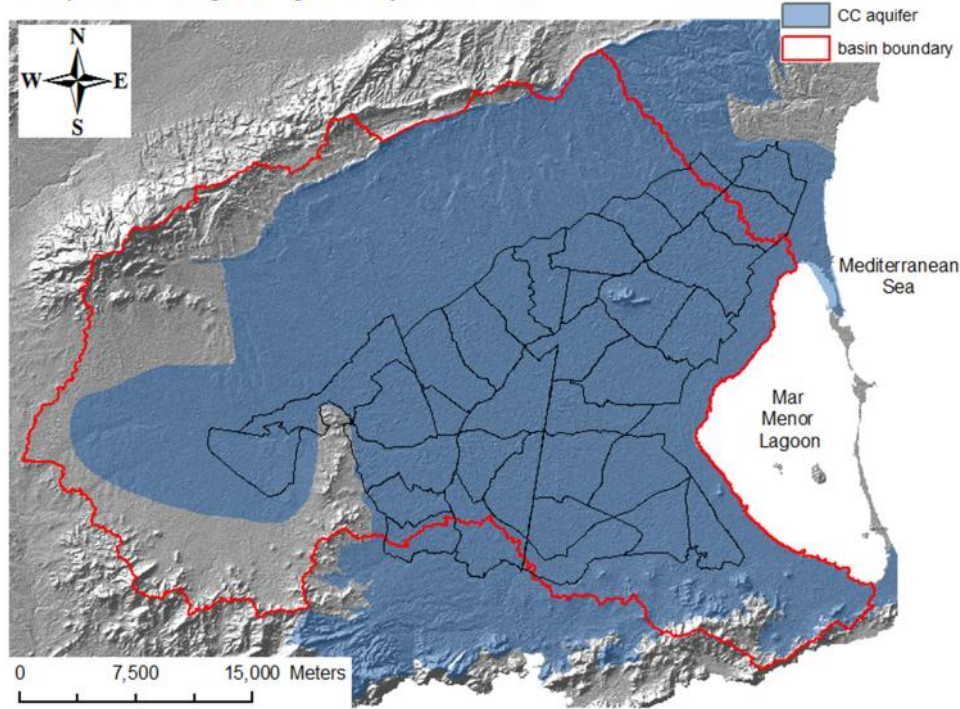 CC aquifer
basin boundary
N
W E
S
Mediterranean
Sea
Mar
Menor
Lagoon
0 7,500 15,000 Meters